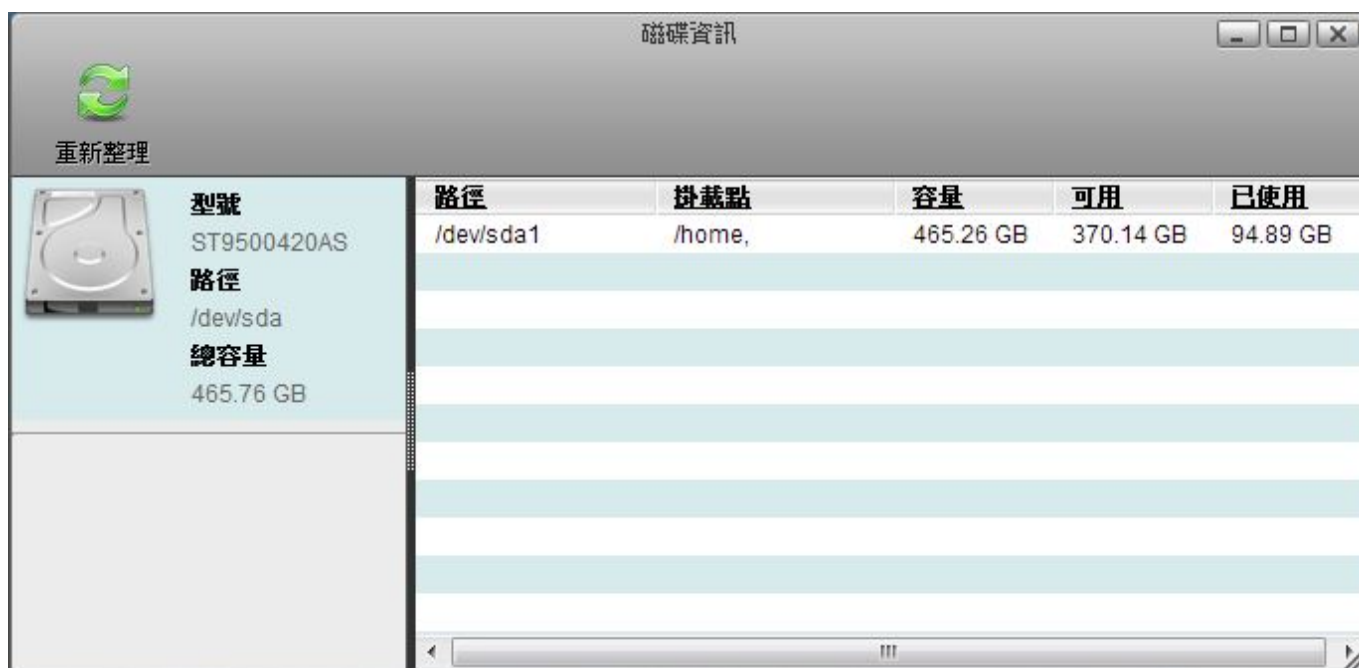 磁碟資訊
重新整理
型號
ST9500420AS
路徑
/dev/sda
總容量
465.76 GB
路徑 掛載點 容量 可用 已使用
/dev/sda1 /home, 465.26 GB 370.14 GB 94.89 GB